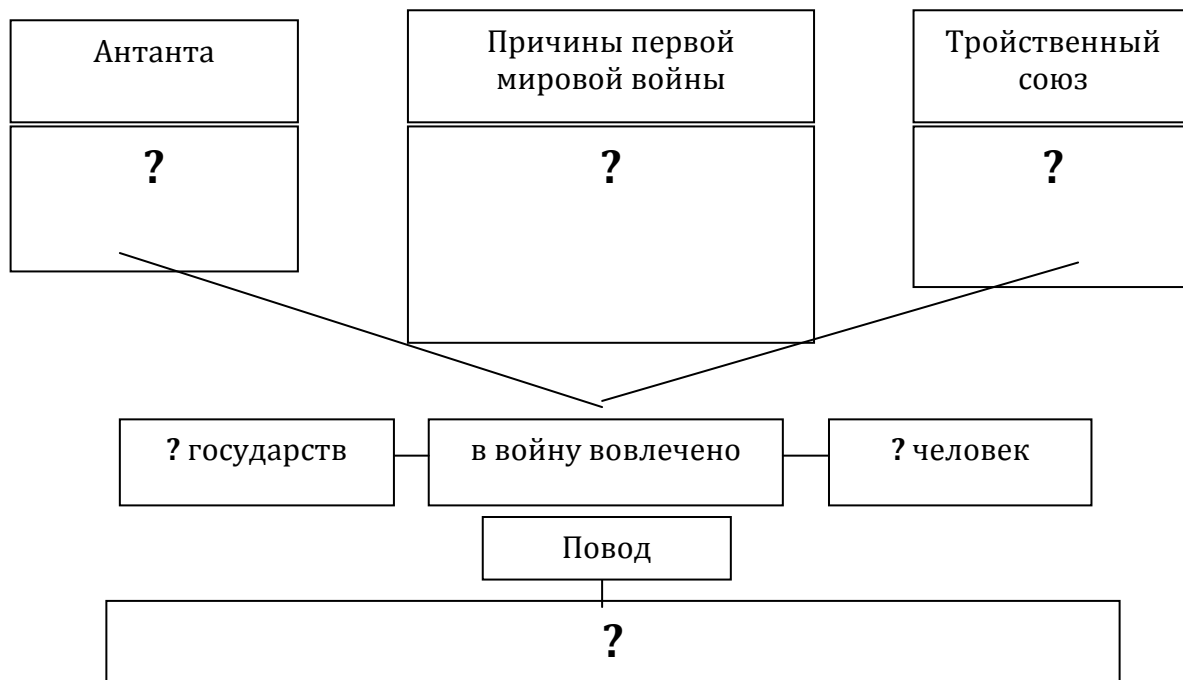 Антанта
?
Причины первой
мировой войны
?
Тройственный
союз
?
? государств
в войну вовлечено
? человек
Повод
?